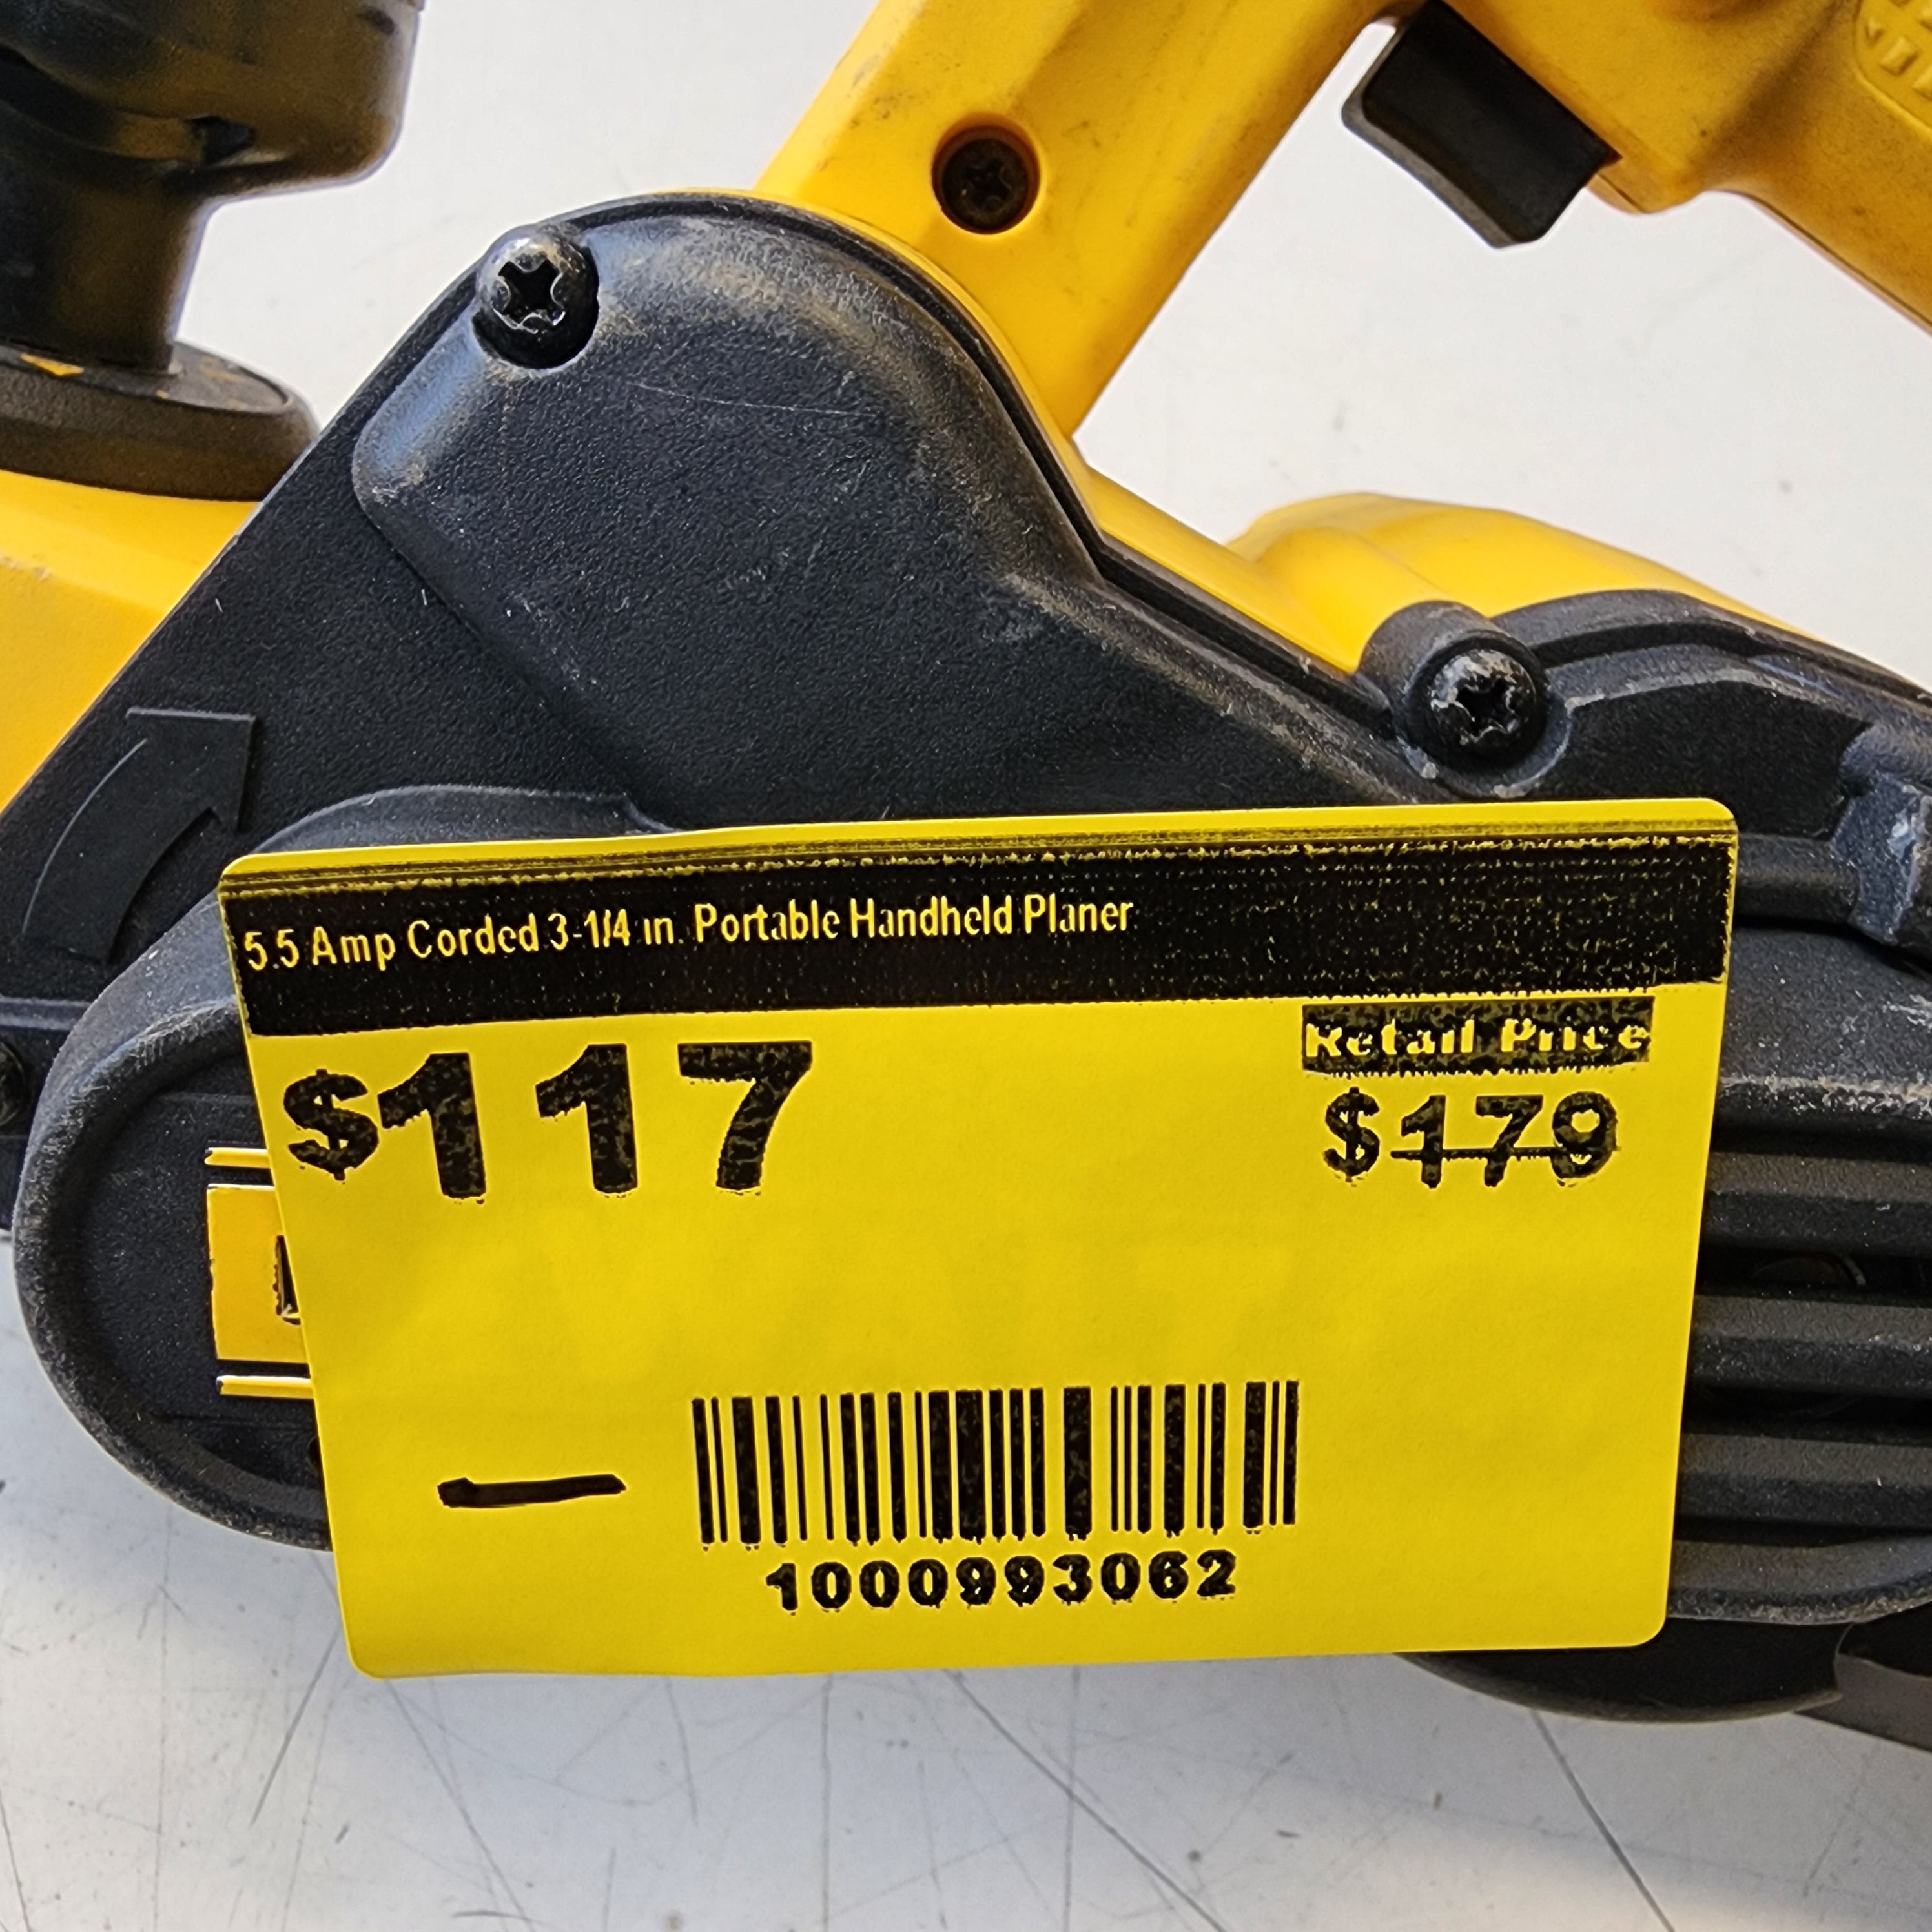 5.5 Amp Corded 3-1/4 in. Portable Handheld Planer
$117
Retail Price
$179
1000993062